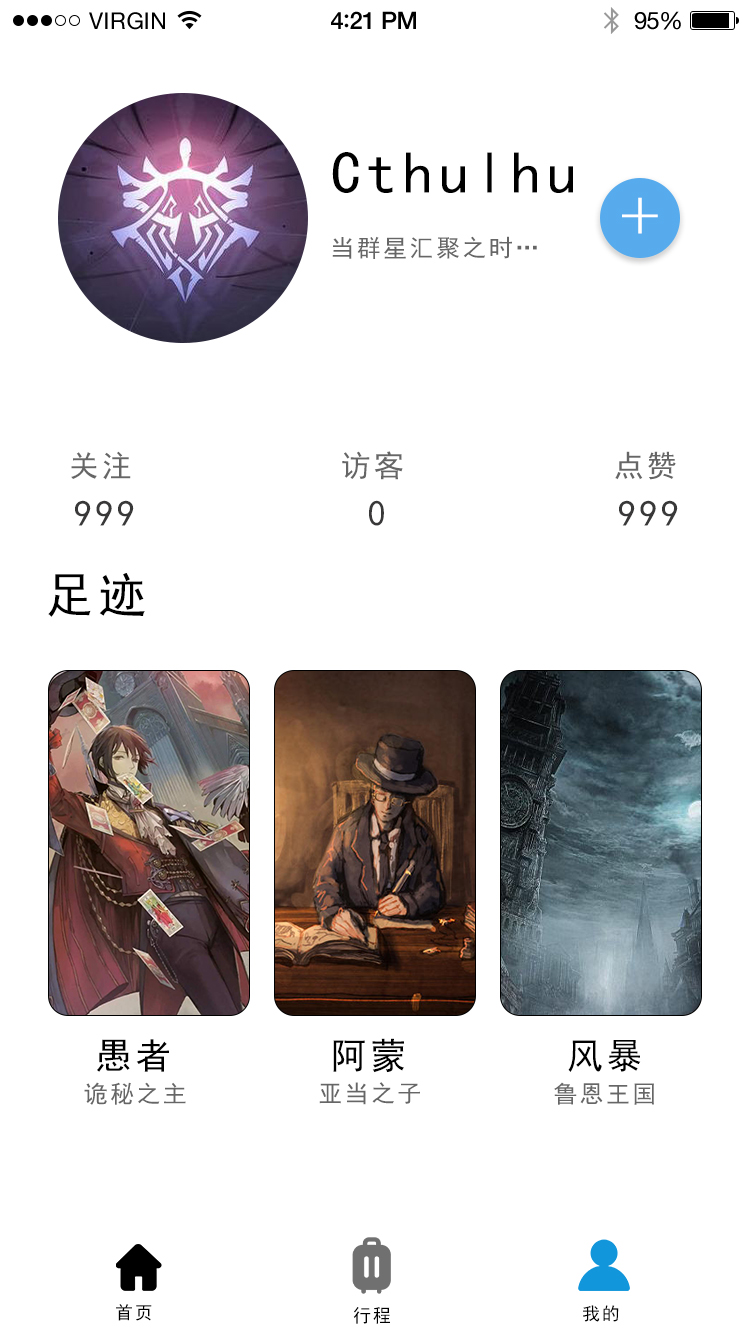 VIRGIN 4:21 PM 95%
Cthulhu
当群星汇聚之时…
关注 访客 点赞
999 0 999
足迹
愚者 阿蒙 风暴
诡秘之主 亚当之子 鲁恩王国
首页 行程 我的